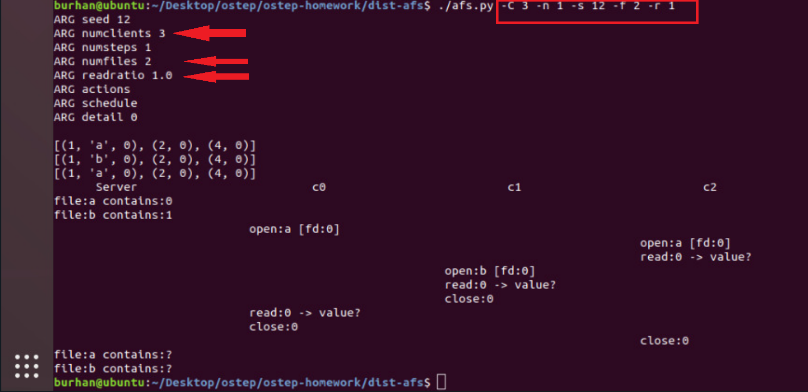 burhan@ubuntu:~/Desktop/ostep/ostep-homework/dist-afs$ ./afs.py -C 3 -n 1 -s 12 -f 2 -r 1
ARG seed 12
ARG numclients 3
ARG numsteps 1
ARG numfiles 2
ARG readratio 1.0
ARG actions
ARG schedule
ARG detail 0
[(1, 'a', 0), (2, 0), (4, 0)]
[(1, 'b', 0), (2, 0), (4, 0)]
[(1, 'a', 0), (2, 0), (4, 0)]
Server c0 c1 c2
file:a contains:0
file:b contains:1
open:a [fd:0]
open:a [fd:0]
read:0 -> value?
open:b [fd:0]
read:0 -> value?
close:0
read:0 -> value?
close:0
close:0
file:a contains:?
file:b contains:?
burhan@ubuntu:~/Desktop/ostep/ostep-homework/dist-afs$